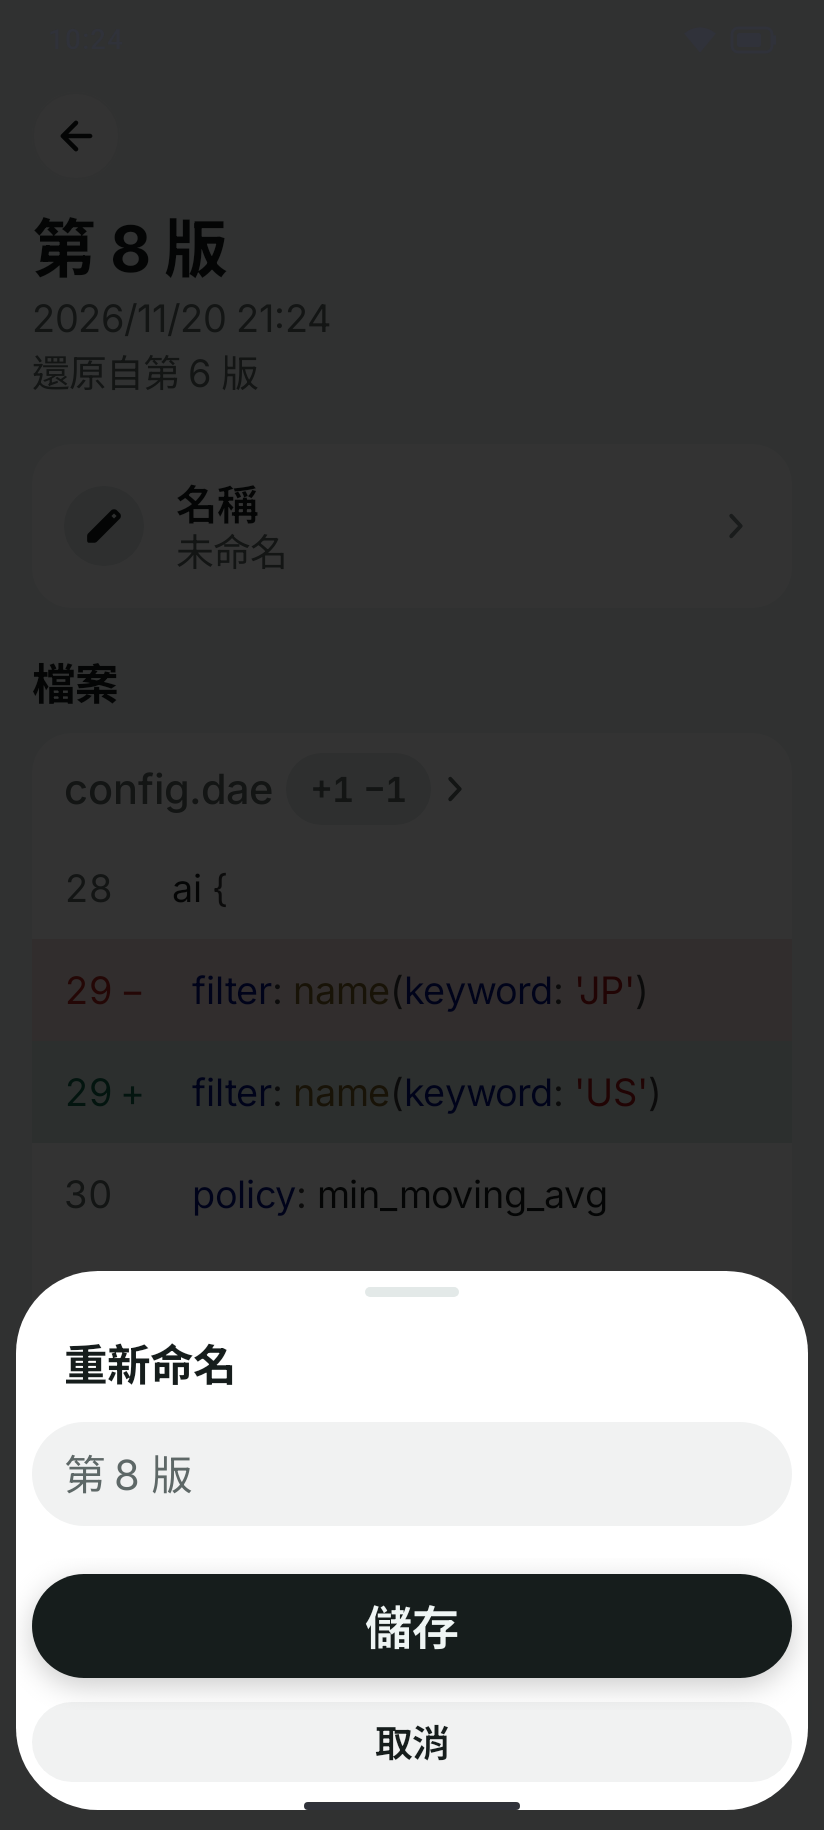 第 8 版
2026/11/20 21:24
還原自第 6 版
名稱
未命名
檔案
config.dae +1 −1
28 ai {
29 − filter: name(keyword: 'JP')
29 + filter: name(keyword: 'US')
30 policy: min_moving_avg
重新命名
第 8 版
儲存
取消